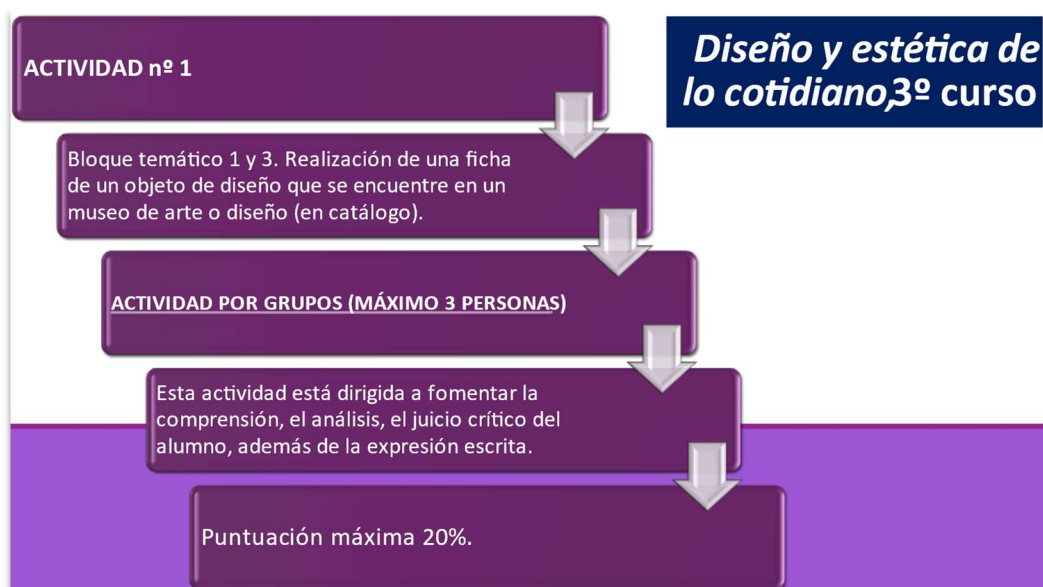 ACTIVIDAD nº 1
Diseño y estética de
lo cotidiano,3º curso
Bloque temático 1 y 3. Realización de una ficha
de un objeto de diseño que se encuentre en un
museo de arte o diseño (en catálogo).
ACTIVIDAD POR GRUPOS (MÁXIMO 3 PERSONAS)
Esta actividad está dirigida a fomentar la
comprensión, el análisis, el juicio crítico del
alumno, además de la expresión escrita.
Puntuación máxima 20%.